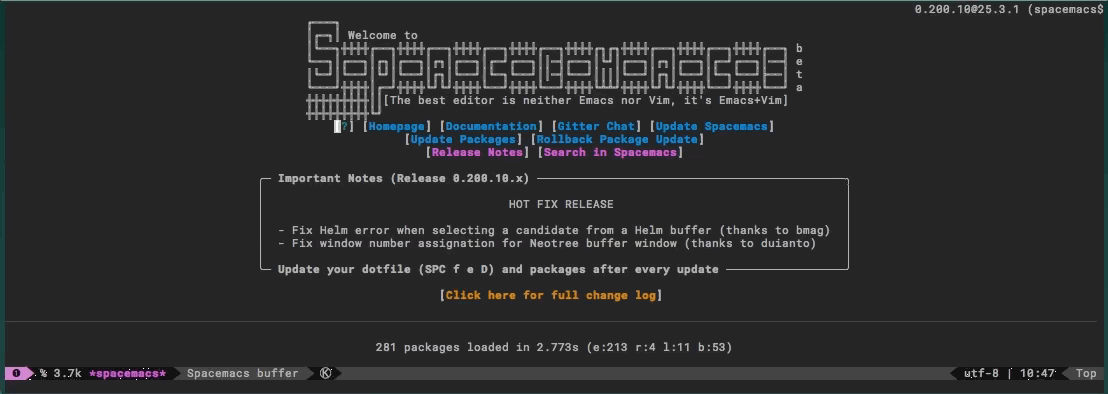 0.200.10@25.3.1 (spacemacs$
Welcome to
SPACEMACS
beta
[The best editor is neither Emacs nor Vim, it's Emacs+Vim]
[?] [Homepage] [Documentation] [Gitter Chat] [Update Spacemacs]
[Update Packages] [Rollback Package Update]
[Release Notes] [Search in Spacemacs]
Important Notes (Release 0.200.10.x)
HOT FIX RELEASE
- Fix Helm error when selecting a candidate from a Helm buffer (thanks to bmag)
- Fix window number assignation for Neotree buffer window (thanks to duianto)
Update your dotfile (SPC f e D) and packages after every update
[Click here for full change log]
281 packages loaded in 2.773s (e:213 r:4 l:11 b:53)
❶ % 3.7k *spacemacs* Spacemacs buffer Ⓚ utf-8 | 10:47 Top